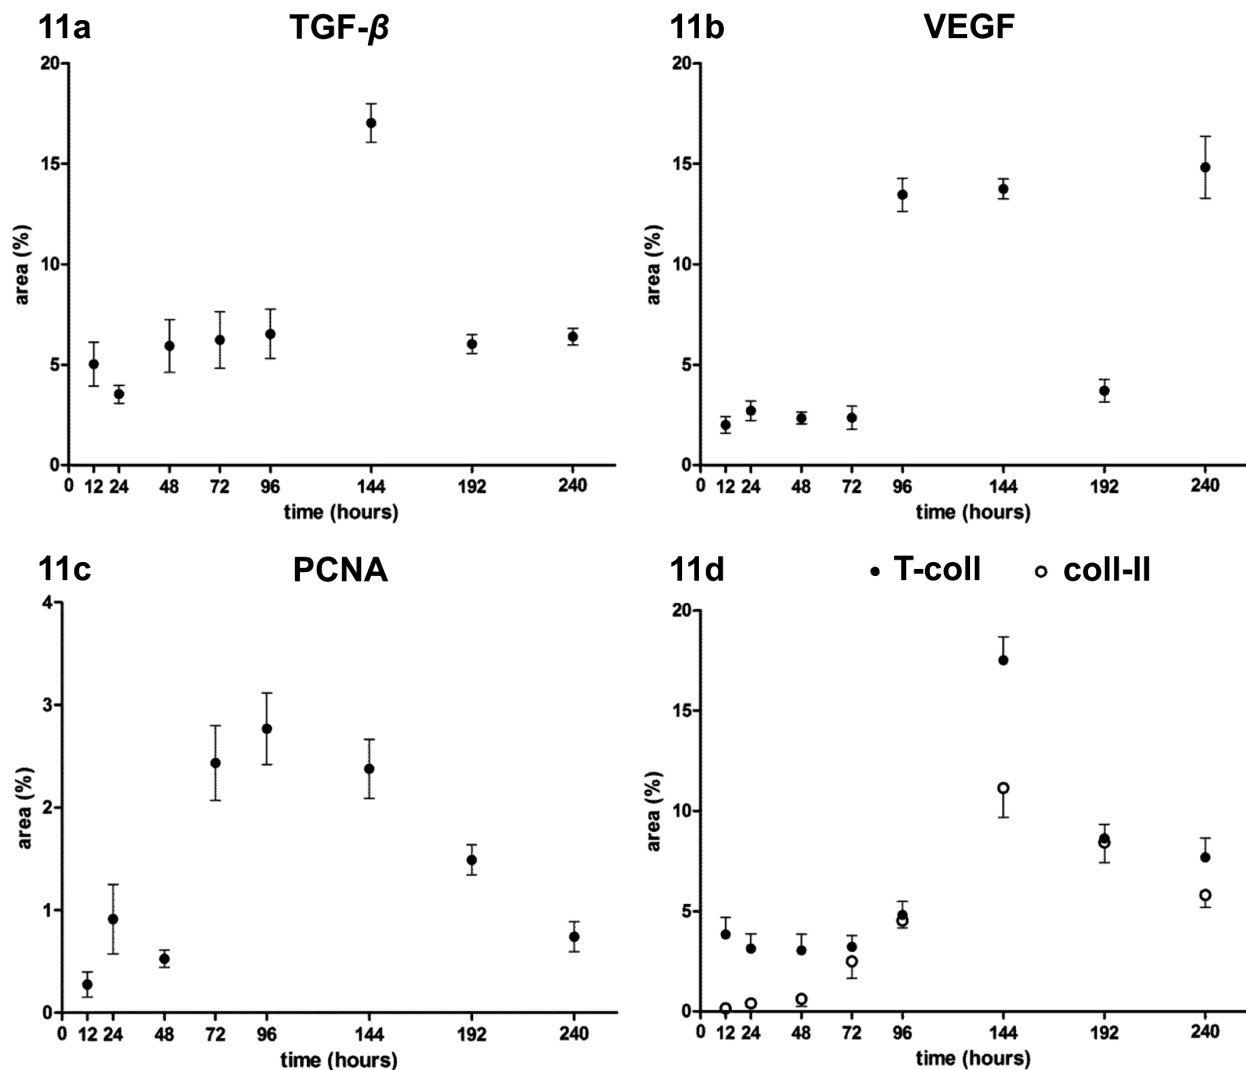 11a TGF-β
20
15
10
5
0
area (%)
0 12 24 48 72 96 144 192 240
time (hours)
11b VEGF
20
15
10
5
0
area (%)
0 12 24 48 72 96 144 192 240
time (hours)
11c PCNA
4
3
2
1
0
area (%)
0 12 24 48 72 96 144 192 240
time (hours)
11d T-coll coll-II
20
15
10
5
0
area (%)
0 12 24 48 72 96 144 192 240
time (hours)